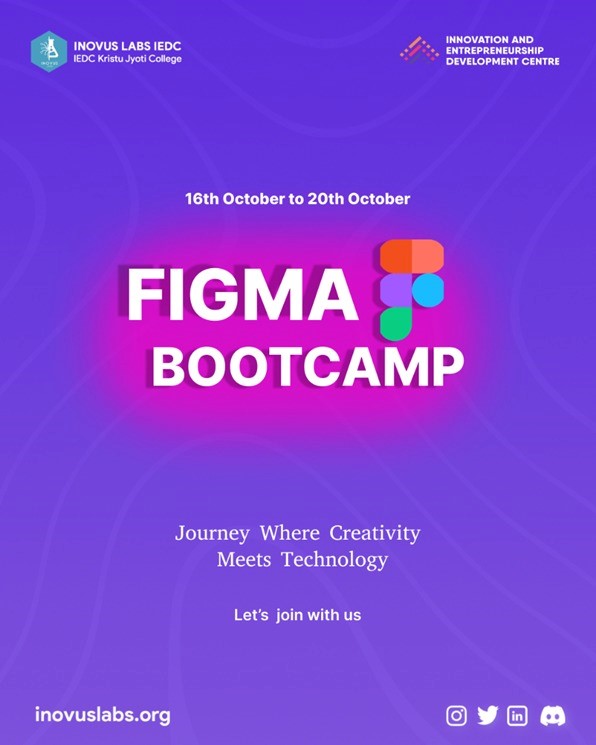 INOVUS LABS IEDC
IEDC Kristu Jyoti College
INNOVATION AND
ENTREPRENEURSHIP
DEVELOPMENT CENTRE
16th October to 20th October
FIGMA
BOOTCAMP
Journey Where Creativity
Meets Technology
Let's join with us
inovuslabs.org